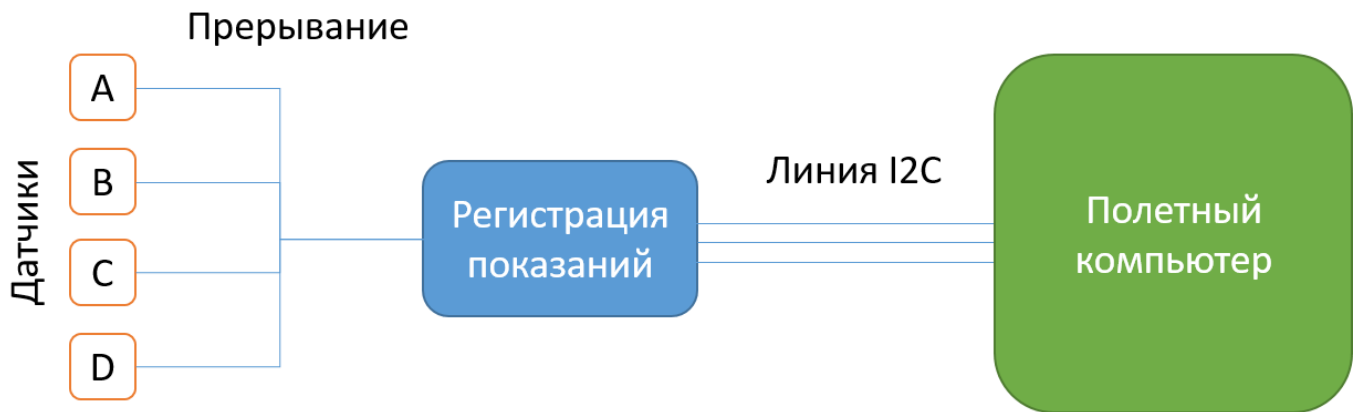 Прерывание
Датчики
A
B
C
D
Регистрация
показаний
Линия I2C
Полетный
компьютер